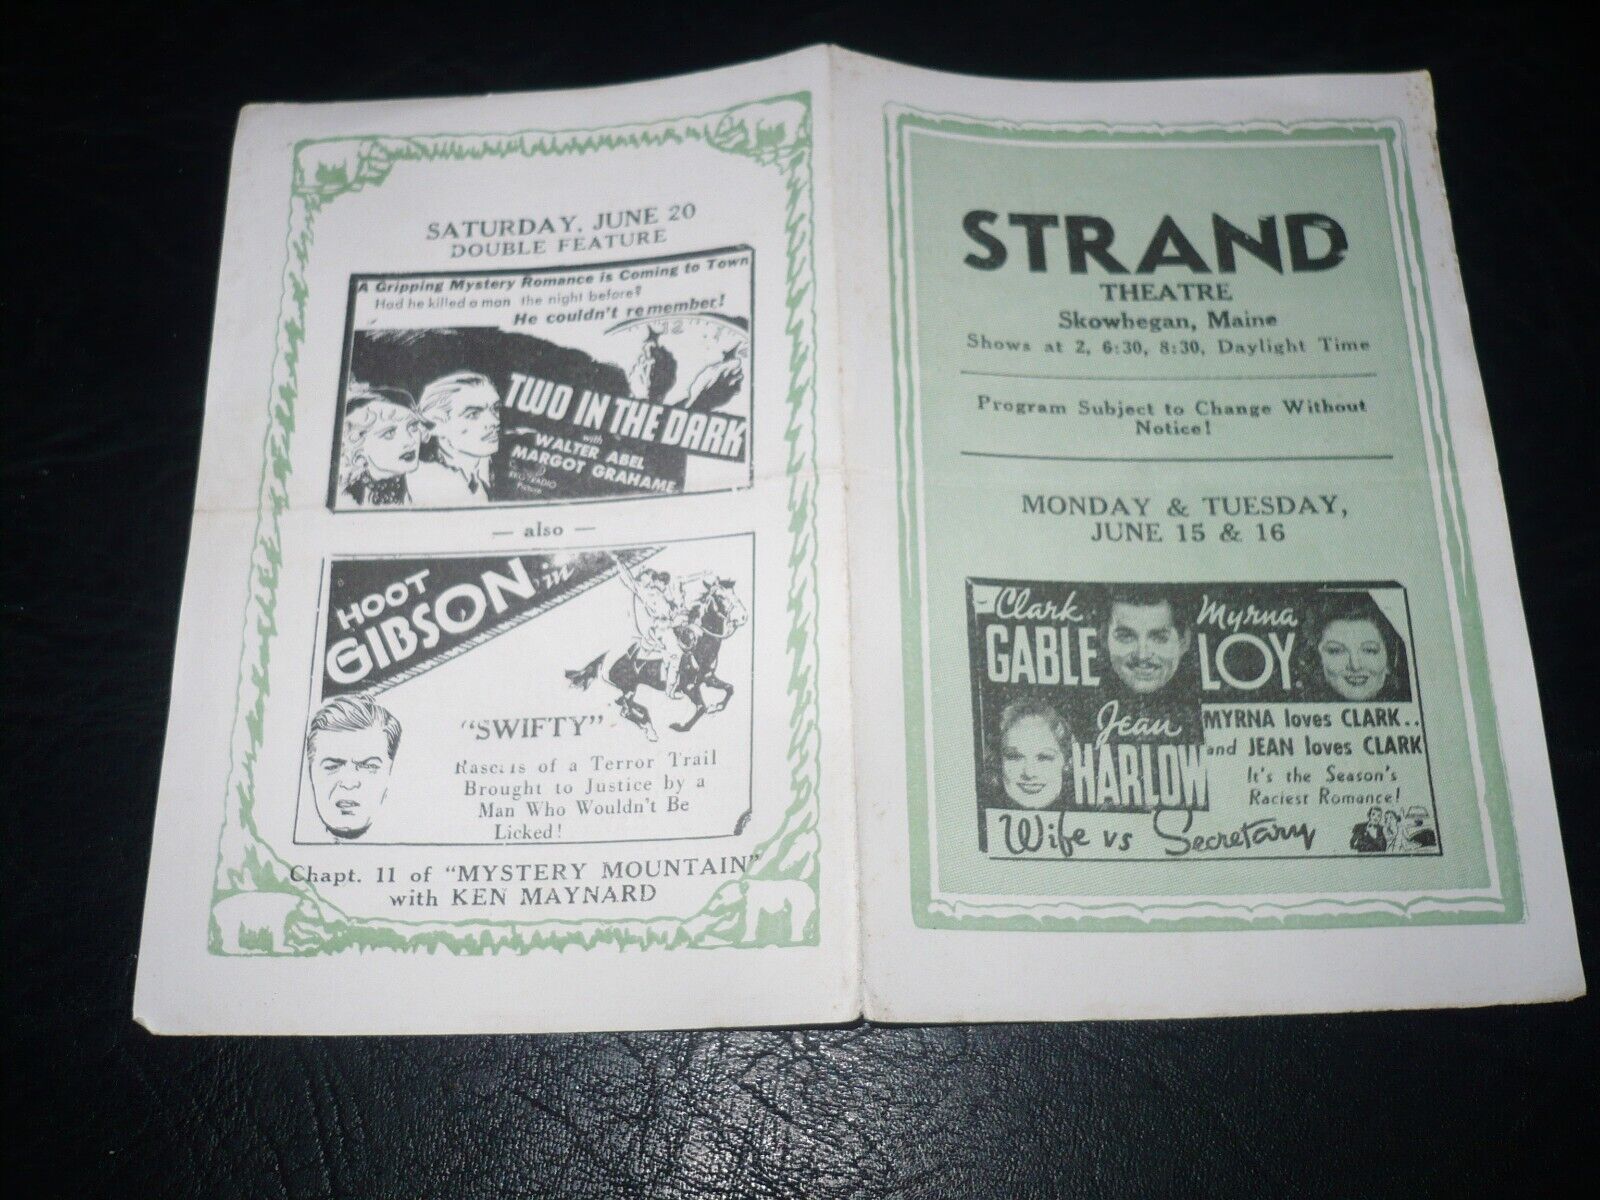 SATURDAY, JUNE 20
DOUBLE FEATURE
A Gripping Mystery Romance is Coming to Town
Had he killed a man the night before?
He couldn't remember!
12
TWO IN THE DARK
with
WALTER ABEL
MARGOT GRAHAME
RKO RADIO
Picture
— also —
HOOT
GIBSON in
"SWIFTY"
Rascals of a Terror Trail
Brought to Justice by a
Man Who Wouldn't Be
Licked!
Chapt. 11 of "MYSTERY MOUNTAIN"
with KEN MAYNARD
STRAND
THEATRE
Skowhegan, Maine
Shows at 2, 6:30, 8:30, Daylight Time
Program Subject to Change Without
Notice!
MONDAY & TUESDAY,
JUNE 15 & 16
Clark
GABLE
Myrna
LOY
Jean
HARLOW
MYRNA loves CLARK..
and JEAN loves CLARK
It's the Season's
Raciest Romance!
Wife vs Secretary